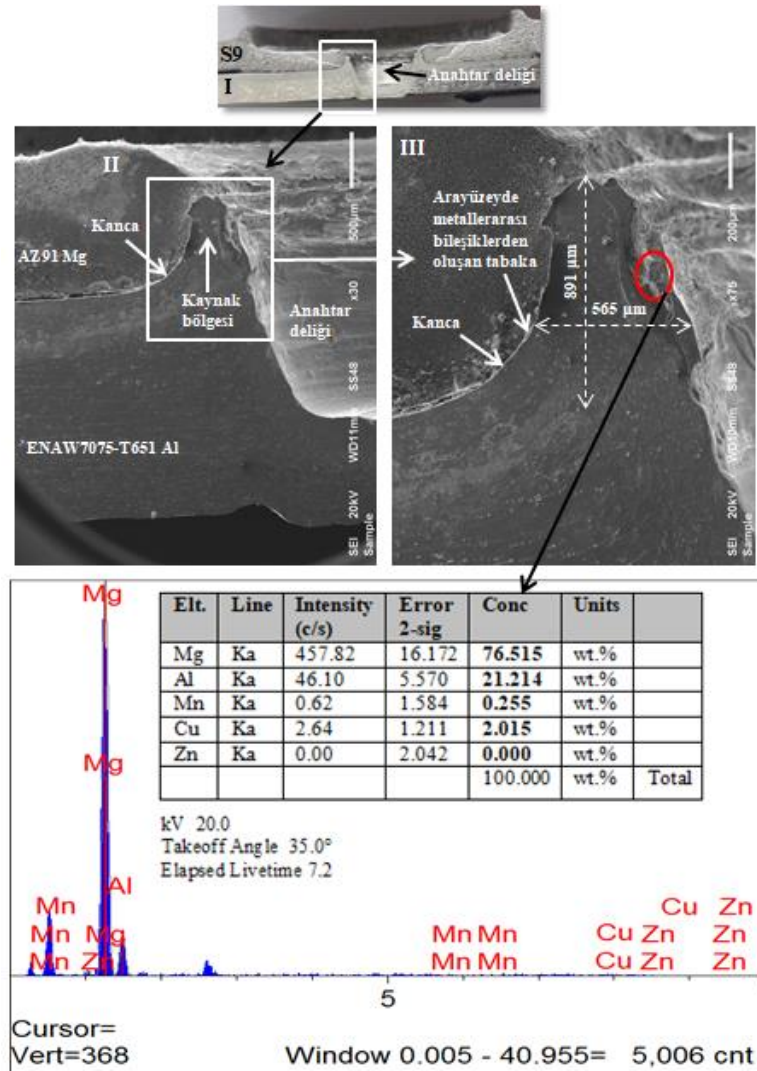 S9
I
Anahtar deliği
II
Kanca
AZ91 Mg
Kaynak
bölgesi
Anahtar
deliği
ENAW7075-T651 Al
SEI 20kV WD11mm SS48 x30 500µm
Sample
III
Arayüzeyde
metallerarası
bileşiklerden
oluşan tabaka
Kanca
891 µm
565 µm
SEI 20kV WD10mm SS48 x75 200µm
Sample
Elt. Line Intensity (c/s) Error 2-sig Conc Units
Mg Ka 457.82 16.172 76.515 wt.%
Al Ka 46.10 5.570 21.214 wt.%
Mn Ka 0.62 1.584 0.255 wt.%
Cu Ka 2.64 1.211 2.015 wt.%
Zn Ka 0.00 2.042 0.000 wt.%
100.000 wt.% Total
kV 20.0
Takeoff Angle 35.0°
Elapsed Livetime 7.2
Mg
Mg
Al
Mn Cu Zn
Mn Mg Mn Mn Cu Zn Zn
Mn Zn Mn Mn Cu Zn Zn
5
Cursor=
Vert=368 Window 0.005 - 40.955= 5,006 cnt